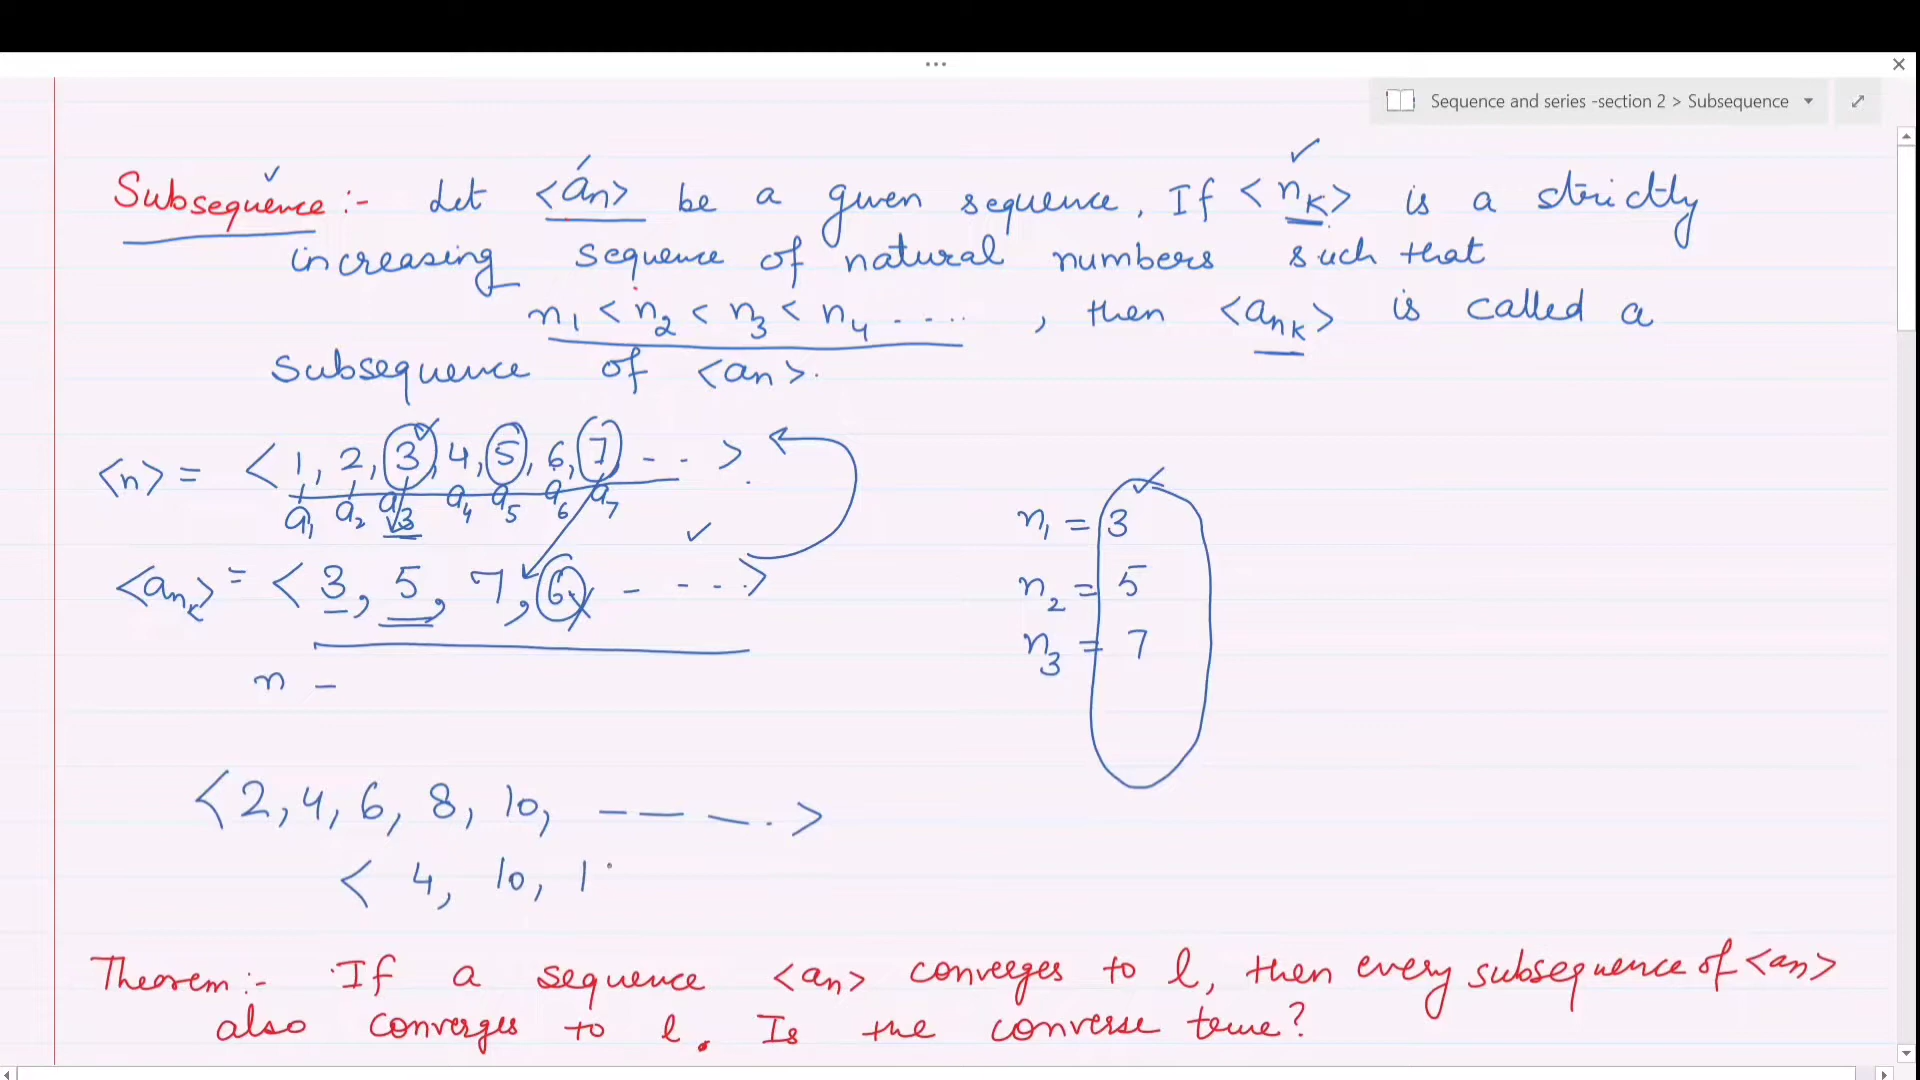 ...
Sequence and series -section 2 > Subsequence
Subsequence :- Let <an> be a given sequence. If <nK> is a strictly
increasing sequence of natural numbers such that
n1 < n2 < n3 < n4 - - - - , then <ank> is called a
Subsequence of <an>.
<n> = < 1, 2, 3, 4, 5, 6, 7 - - - >
a1 a2 a3 a4 a5 a6 a7
<ank> = < 3, 5, 7, 6, - - - - >
n -
n1 = 3
n2 = 5
n3 = 7
<2, 4, 6, 8, 10, - - - - >
< 4, 10, 1
Theorem:- If a sequence <an> converges to l, then every subsequence of <an>
also converges to l. Is the converse true?